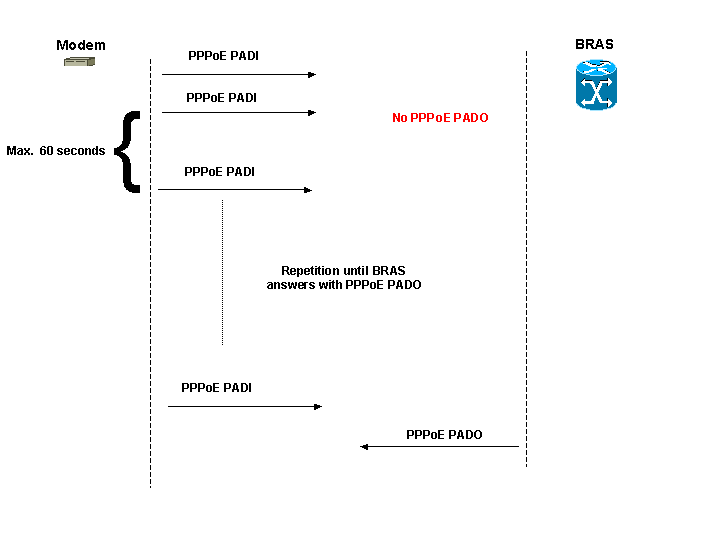 Modem
BRAS
PPPoE PADI
PPPoE PADI
No PPPoE PADO
Max. 60 seconds
{
PPPoE PADI
Repetition until BRAS
answers with PPPoE PADO
PPPoE PADI
PPPoE PADO